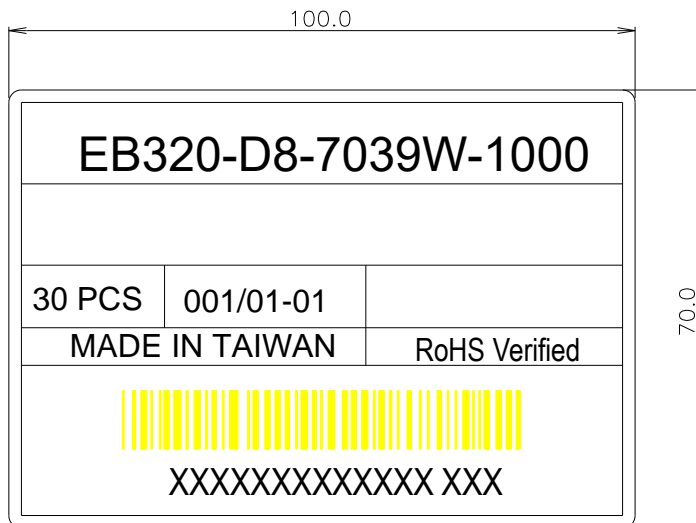 100.0
EB320-D8-7039W-1000
70.0
30 PCS 001/01-01
MADE IN TAIWAN RoHS Verified
XXXXXXXXXXXXX XXX